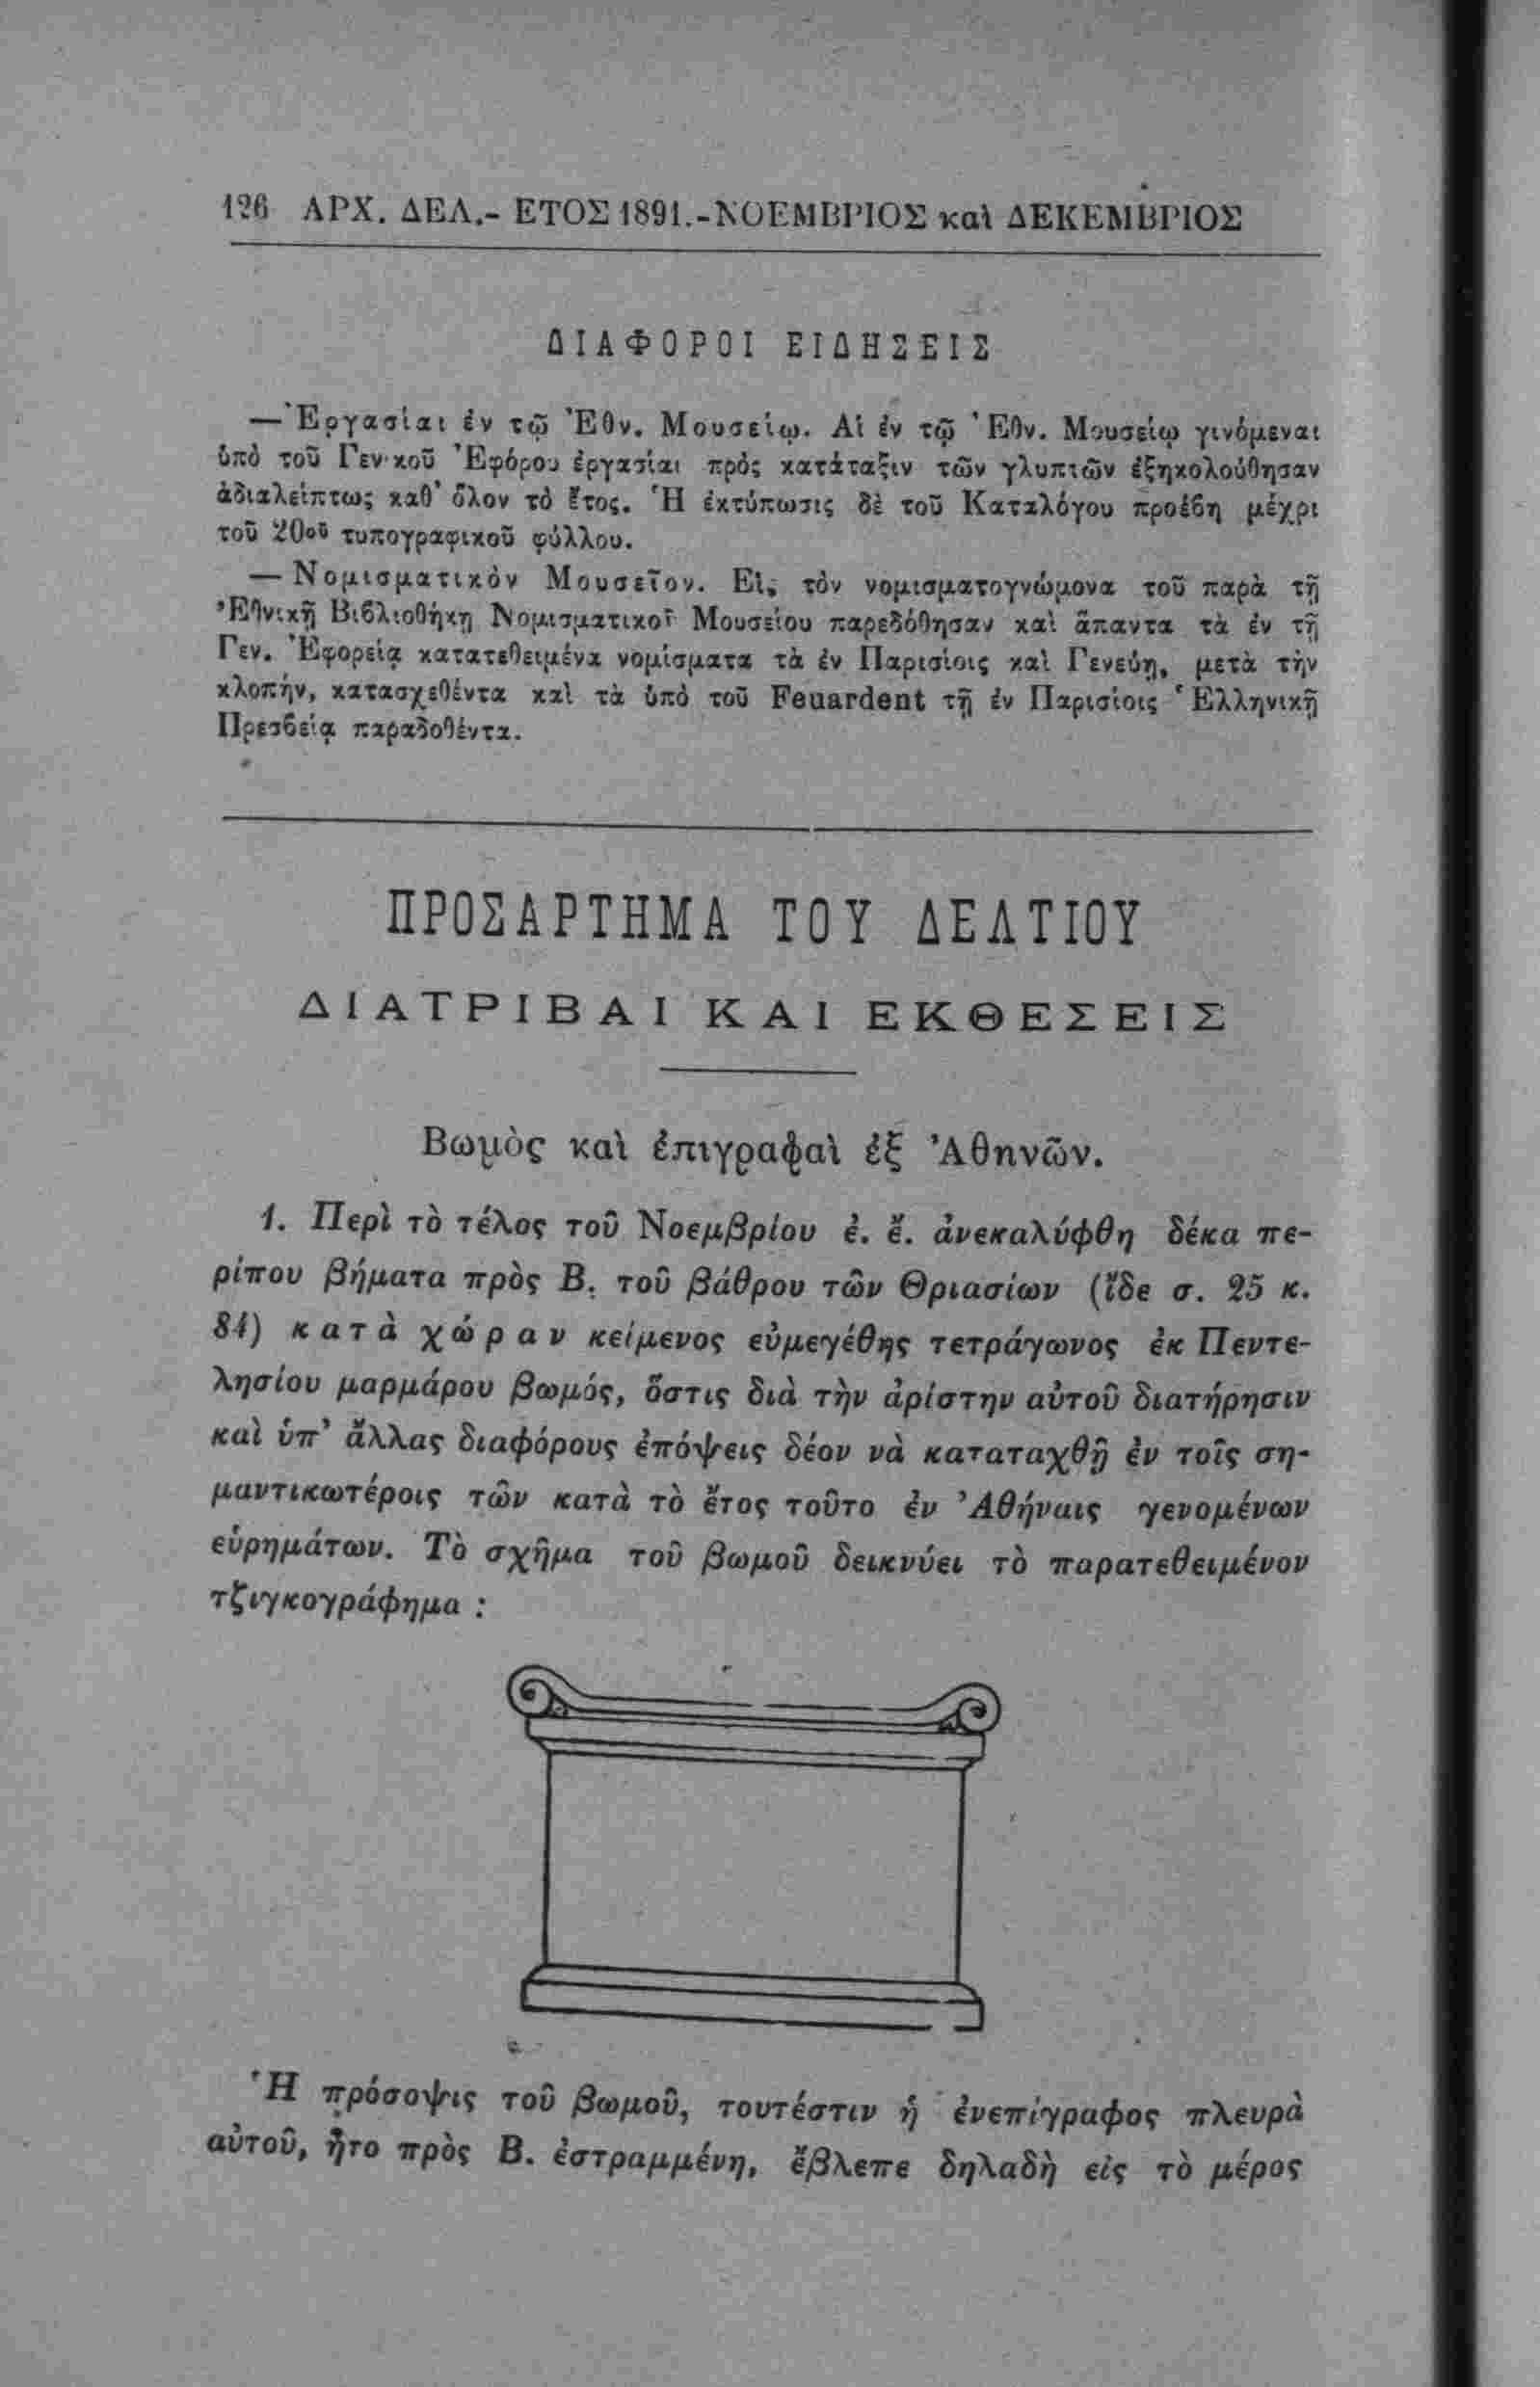 126 ΑΡΧ. ΔΕΛ.- ΕΤΟΣ 1891.-ΝΟΕΜΒΡΙΟΣ καὶ ΔΕΚΕΜΒΡΙΟΣ
ΔΙΑΦΟΡΟΙ ΕΙΔΗΣΕΙΣ
— Ἐργασίαι ἐν τῷ Ἐθν. Μουσείῳ. Αἱ ἐν τῷ Ἐθν. Μουσείῳ γινόμεναι
ὑπὸ τοῦ Γενικοῦ Ἐφόρου ἐργασίαι πρὸς κατάταξιν τῶν γλυπτῶν ἐξηκολούθησαν
ἀδιαλείπτως καθ' ὅλον τὸ ἔτος. Ἡ ἐκτύπωσις δὲ τοῦ Καταλόγου προέβη μέχρι
τοῦ 20οῦ τυπογραφικοῦ φύλλου.
— Νομισματικὸν Μουσεῖον. Εἰς τὸν νομισματογνώμονα τοῦ παρὰ τῇ
Ἐθνικῇ Βιβλιοθήκῃ Νομισματικοῦ Μουσείου παρεδόθησαν καὶ ἅπαντα τὰ ἐν τῇ
Γεν. Ἐφορείᾳ κατατεθειμένα νομίσματα τὰ ἐν Παρισίοις καὶ Γενεύῃ, μετὰ τὴν
κλοπήν, κατασχεθέντα καὶ τὰ ὑπὸ τοῦ Feuardent τῇ ἐν Παρισίοις Ἑλληνικῇ
Πρεσβείᾳ παραδοθέντα.
ΠΡΟΣΑΡΤΗΜΑ ΤΟΥ ΔΕΛΤΙΟΥ
ΔΙΑΤΡΙΒΑΙ ΚΑΙ ΕΚΘΕΣΕΙΣ
Βωμὸς καὶ ἐπιγραφαὶ ἐξ Ἀθηνῶν.
1. Περὶ τὸ τέλος τοῦ Νοεμβρίου ἐ. ἔ. ἀνεκαλύφθη δέκα πε-
ρίπου βήματα πρὸς Β. τοῦ βάθρου τῶν Θριασίων (ἴδε σ. 25 κ.
84) κατὰ χώραν κείμενος εὐμεγέθης τετράγωνος ἐκ Πεντε-
λησίου μαρμάρου βωμός, ὅστις διὰ τὴν ἀρίστην αὐτοῦ διατήρησιν
καὶ ὑπ' ἄλλας διαφόρους ἐπόψεις δέον νὰ καταταχθῇ ἐν τοῖς ση-
μαντικωτέροις τῶν κατὰ τὸ ἔτος τοῦτο ἐν Ἀθήναις γενομένων
εὑρημάτων. Τὸ σχῆμα τοῦ βωμοῦ δεικνύει τὸ παρατεθειμένον
τζιγκογράφημα :
Ἡ πρόσοψις τοῦ βωμοῦ, τουτέστιν ἡ ἐνεπίγραφος πλευρὰ
αὐτοῦ, ἦτο πρὸς Β. ἐστραμμένη, ἔβλεπε δηλαδὴ εἰς τὸ μέρος